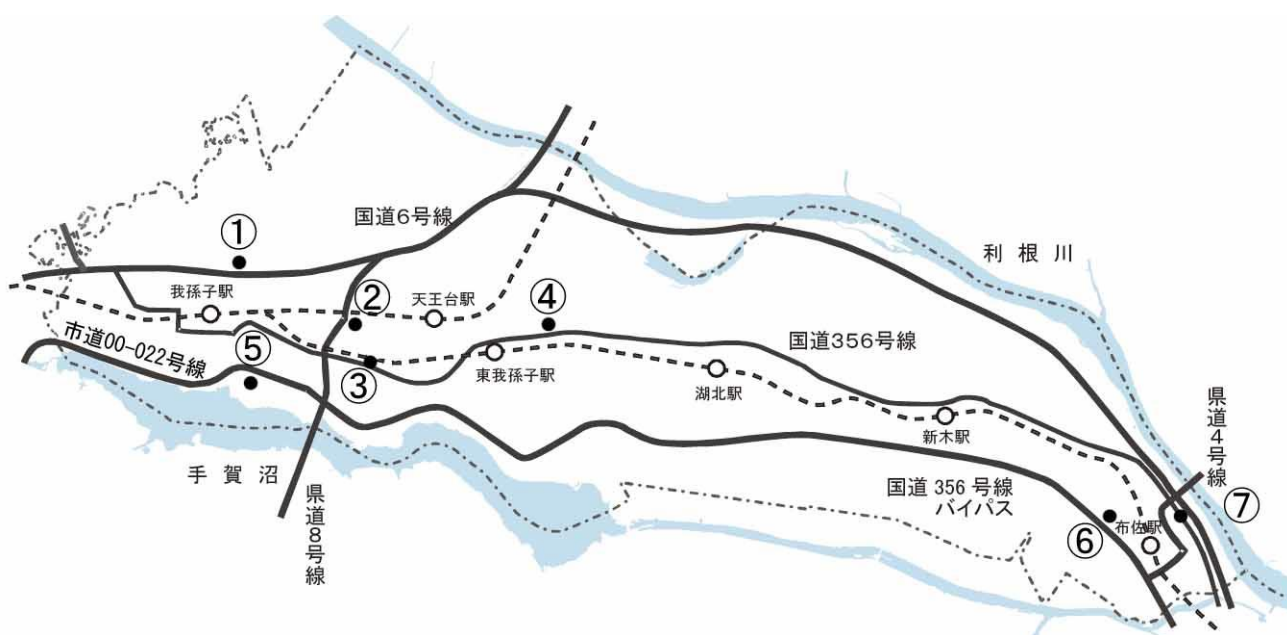 国道6号線
①
利根川
我孫子駅
②
天王台駅
④
市道00-022号線
⑤
③
東我孫子駅
国道356号線
湖北駅
新木駅
県道4号線
手賀沼
県道8号線
国道356号線
バイパス
⑥
布佐駅
⑦